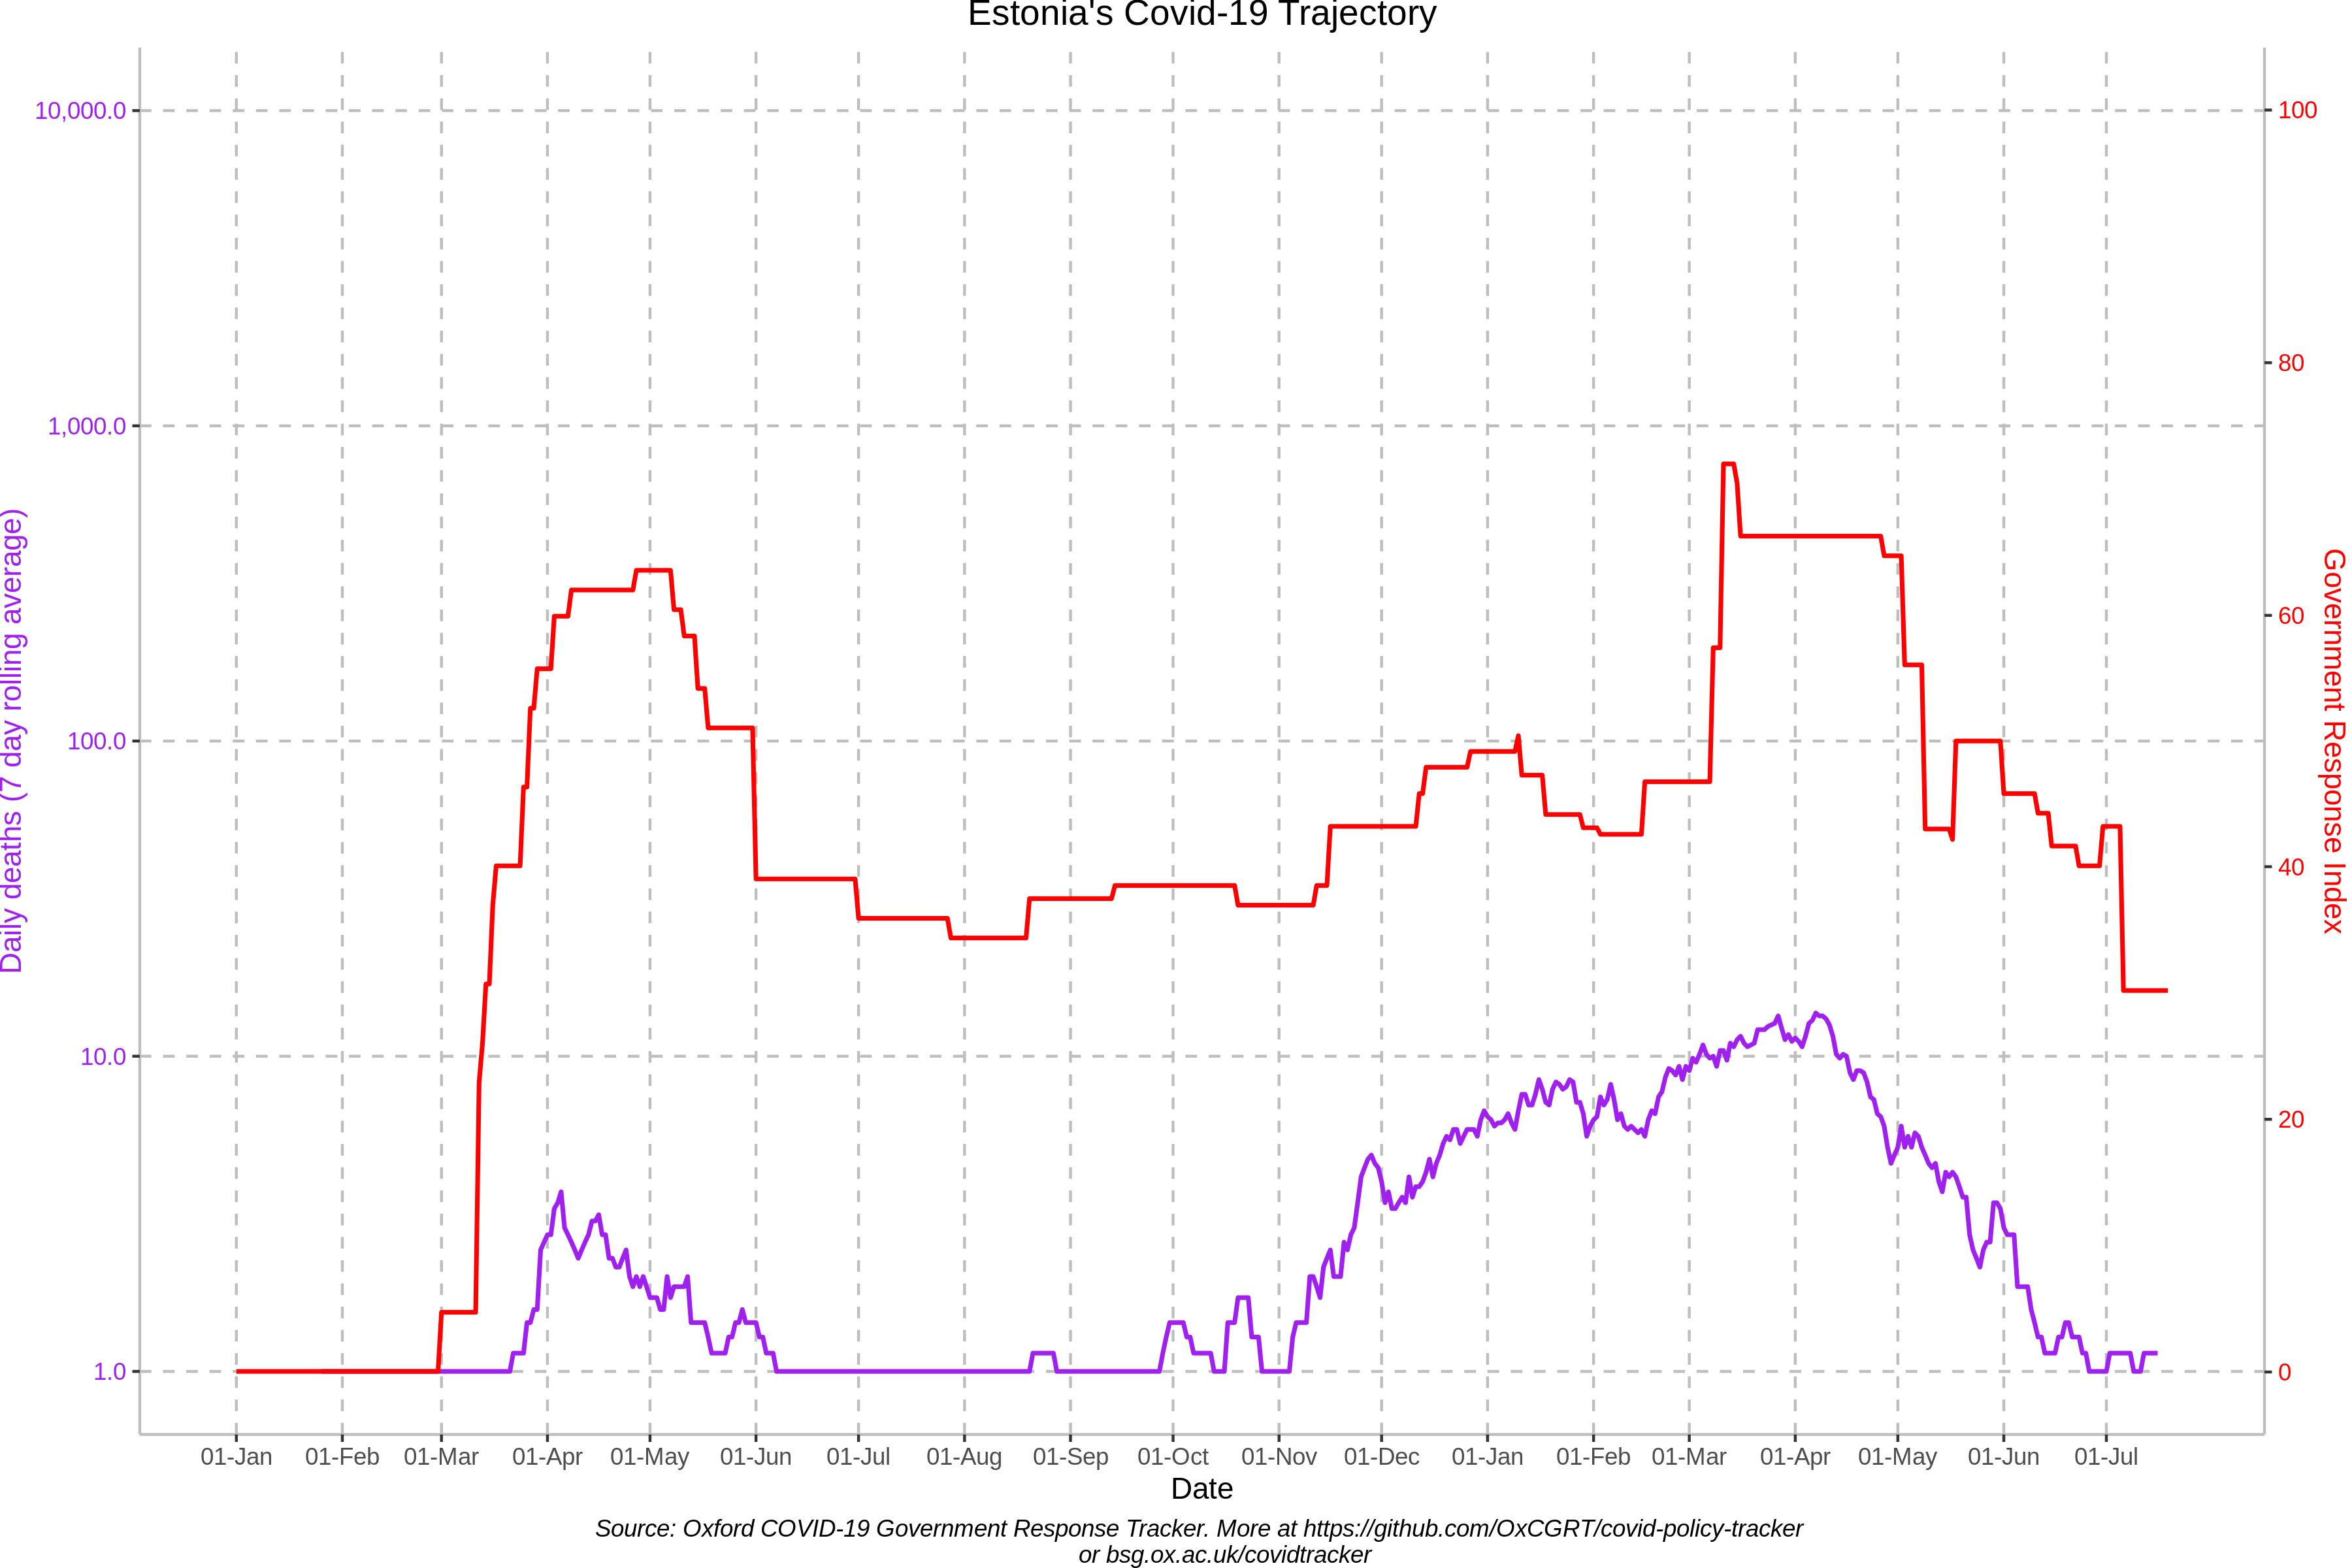 Estonia's Covid-19 Trajectory
10,000.0
1,000.0
100.0
10.0
1.0
Daily deaths (7 day rolling average)
100
80
60
40
20
0
Government Response Index
01-Jan 01-Feb 01-Mar 01-Apr 01-May 01-Jun 01-Jul 01-Aug 01-Sep 01-Oct 01-Nov 01-Dec 01-Jan 01-Feb 01-Mar 01-Apr 01-May 01-Jun 01-Jul
Date
Source: Oxford COVID-19 Government Response Tracker. More at https://github.com/OxCGRT/covid-policy-tracker
or bsg.ox.ac.uk/covidtracker